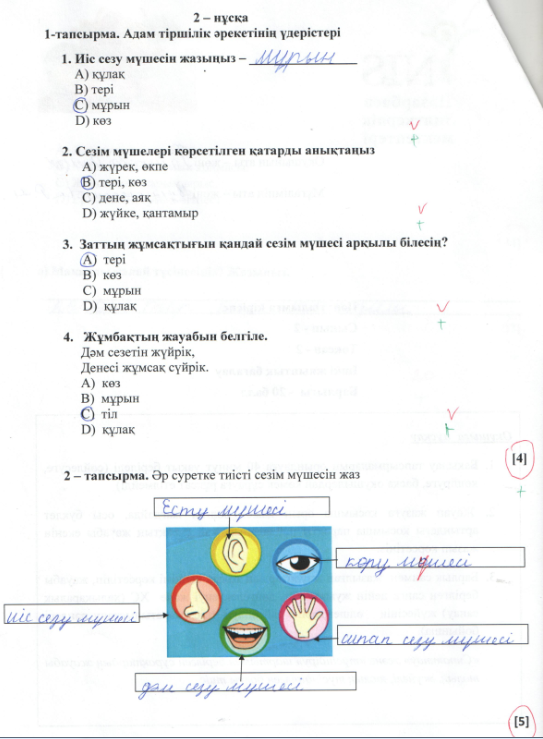 2 – нұсқа
1-тапсырма. Адам тіршілік әрекетінің үдерістері
1. Иіс сезу мүшесін жазыңыз – мұрын
A) құлақ
B) тері
C) мұрын
D) көз
2. Сезім мүшелері көрсетілген қатарды анықтаңыз
A) жүрек, өкпе
B) тері, көз
C) дене, аяқ
D) жүйке, қантамыр
3. Заттың жұмсақтығын қандай сезім мүшесі арқылы білесің?
A) тері
B) көз
C) мұрын
D) құлақ
4. Жұмбақтың жауабын белгіле.
Дәм сезетін жүйрік,
Денесі жұмсақ сүйрік.
A) көз
B) мұрын
C) тіл
D) құлақ
[4]
2 – тапсырма. Әр суретке тиісті сезім мүшесін жаз
Есту мүшесі
көру мүшесі
иіс сезу мүшесі
сипап сезу мүшесі
дәм сезу мүшесі
[5]